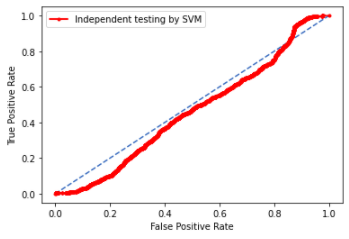 Independent testing by SVM
True Positive Rate
1.0
0.8
0.6
0.4
0.2
0.0
0.0 0.2 0.4 0.6 0.8 1.0
False Positive Rate